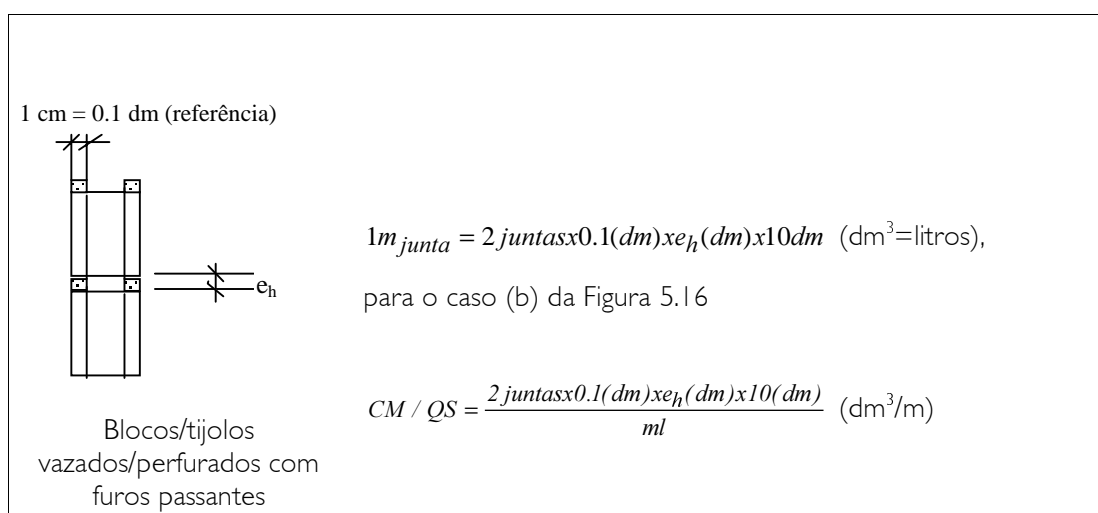 1 cm = 0.1 dm (referência)
e_h
Blocos/tijolos
vazados/perfurados com
furos passantes
1m_junta = 2 juntasx0.1(dm)xe_h(dm)x10dm (dm³=litros),
para o caso (b) da Figura 5.16
CM / QS = \frac{2 juntasx0.1(dm)xe_h(dm)x10(dm)}{ml} (dm³/m)